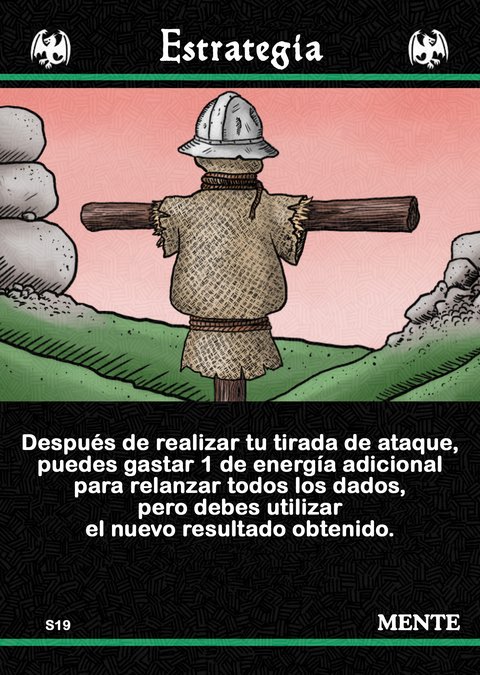 Estrategía
Después de realizar tu tirada de ataque,
puedes gastar 1 de energía adicional
para relanzar todos los dados,
pero debes utilizar
el nuevo resultado obtenido.
S19
MENTE